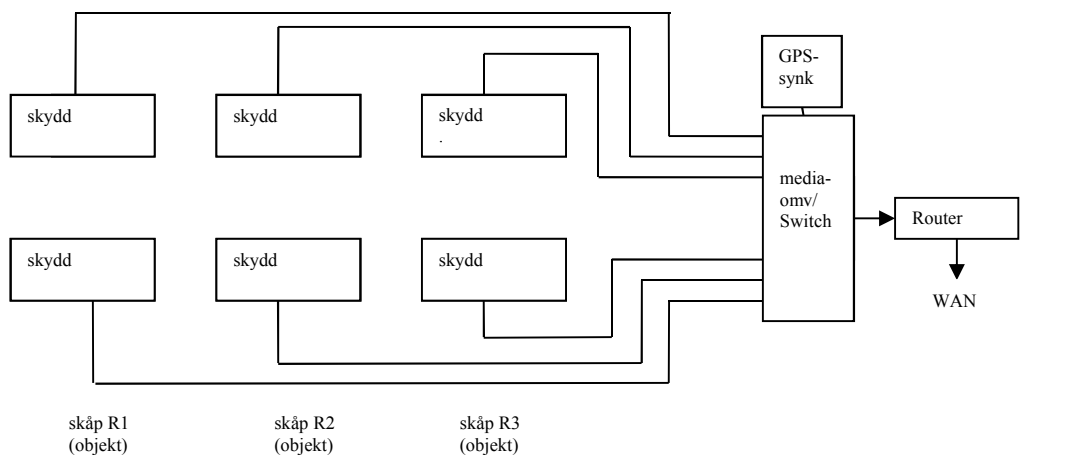 GPS-
synk
skydd
skydd
skydd
.
media-
omv/
Switch
Router
skydd
skydd
skydd
WAN
skåp R1
(objekt)
skåp R2
(objekt)
skåp R3
(objekt)